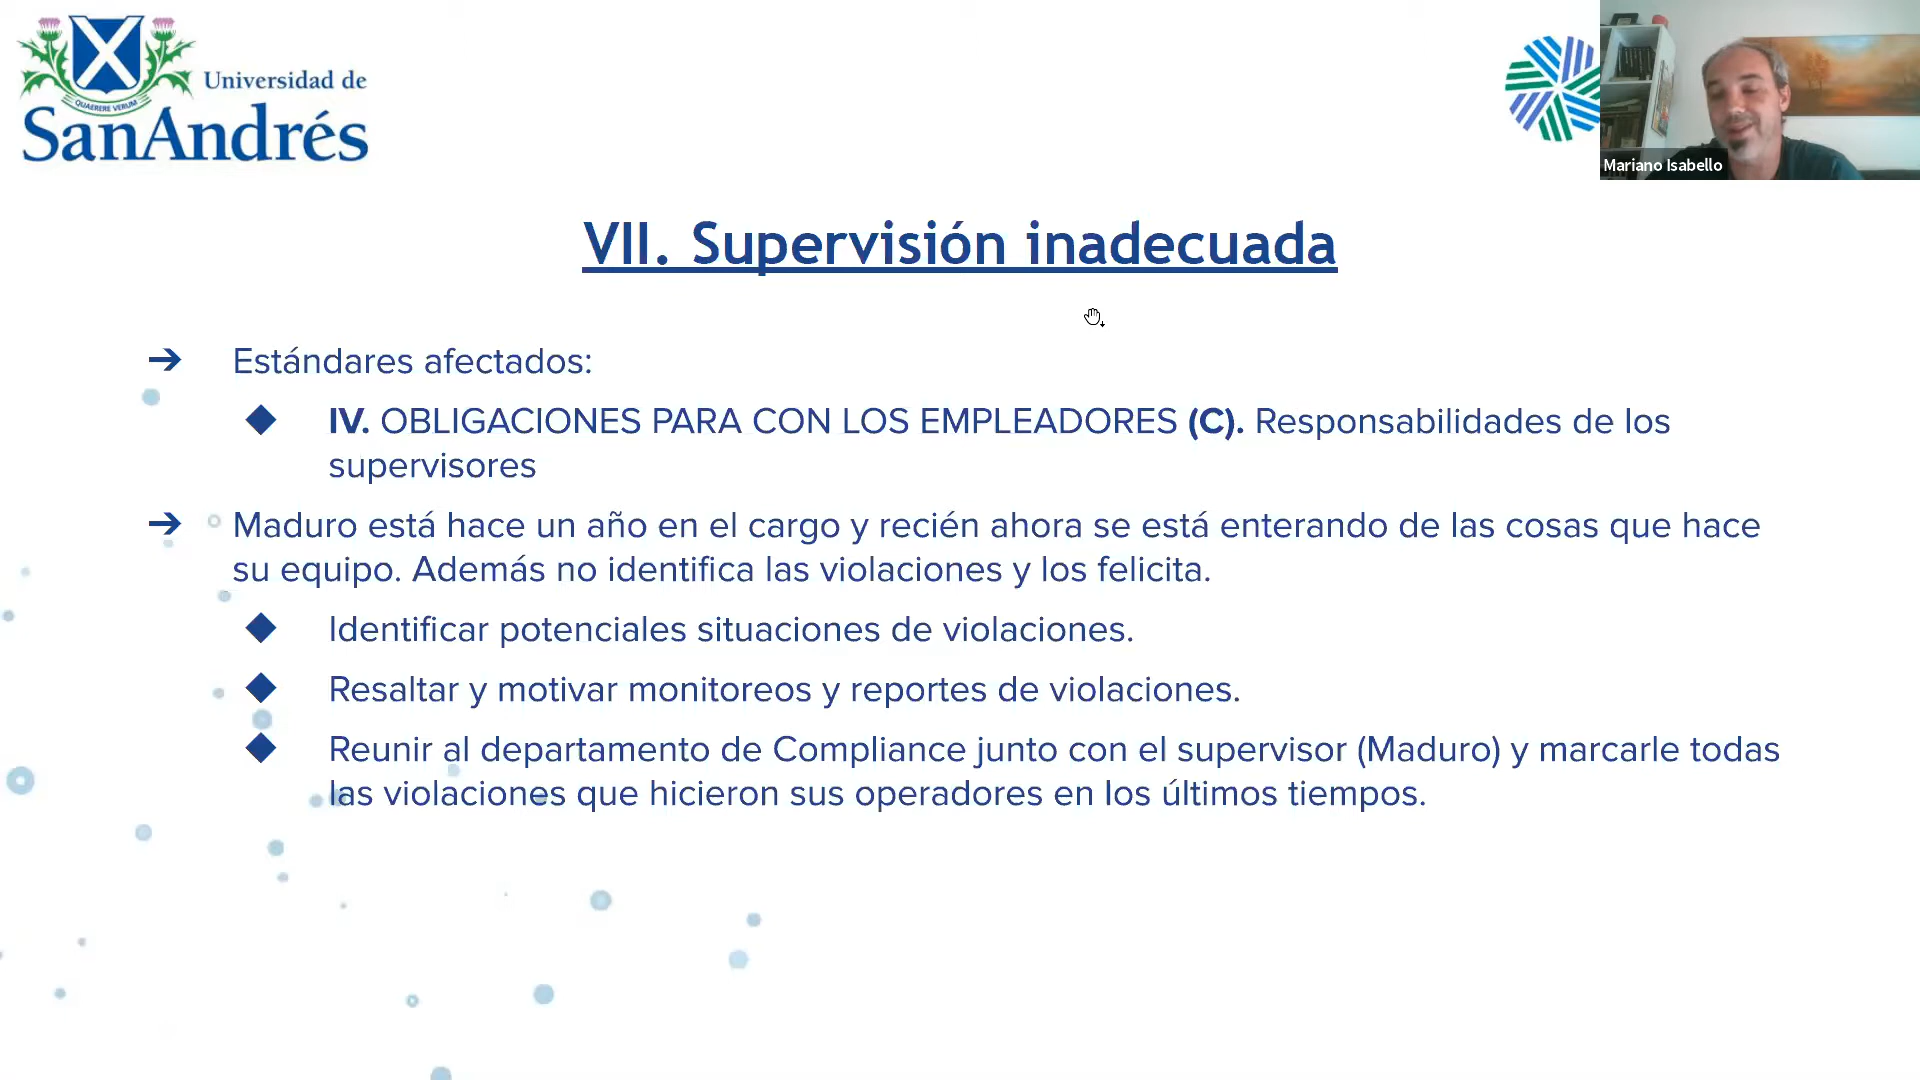 QUAERERE VERUM
Universidad de
SanAndrés
Mariano Isabello
VII. Supervisión inadecuada
➔ Estándares afectados:
◆ IV. OBLIGACIONES PARA CON LOS EMPLEADORES (C). Responsabilidades de los
supervisores
➔ Maduro está hace un año en el cargo y recién ahora se está enterando de las cosas que hace
su equipo. Además no identifica las violaciones y los felicita.
◆ Identificar potenciales situaciones de violaciones.
◆ Resaltar y motivar monitoreos y reportes de violaciones.
◆ Reunir al departamento de Compliance junto con el supervisor (Maduro) y marcarle todas
las violaciones que hicieron sus operadores en los últimos tiempos.